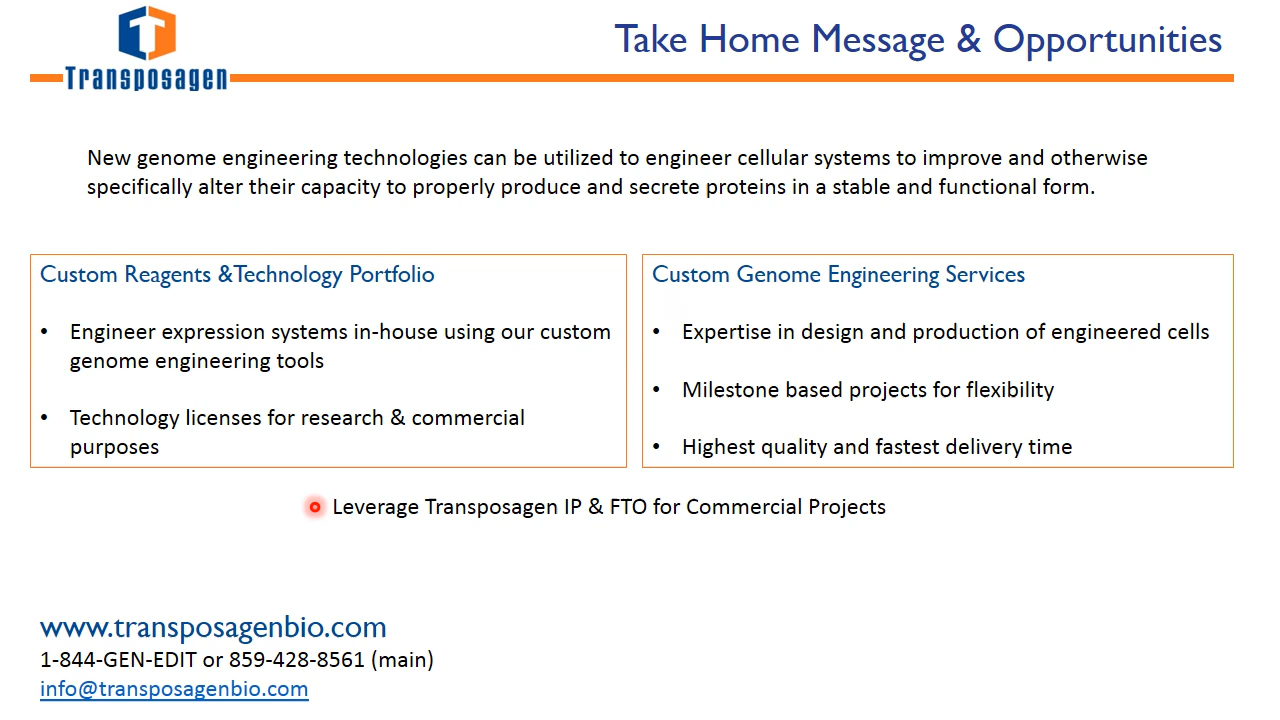 Take Home Message & Opportunities
T
Transposagen
New genome engineering technologies can be utilized to engineer cellular systems to improve and otherwise
specifically alter their capacity to properly produce and secrete proteins in a stable and functional form.
Custom Reagents &Technology Portfolio
• Engineer expression systems in-house using our custom
genome engineering tools
• Technology licenses for research & commercial
purposes
Custom Genome Engineering Services
• Expertise in design and production of engineered cells
• Milestone based projects for flexibility
• Highest quality and fastest delivery time
Leverage Transposagen IP & FTO for Commercial Projects
www.transposagenbio.com
1-844-GEN-EDIT or 859-428-8561 (main)
info@transposagenbio.com